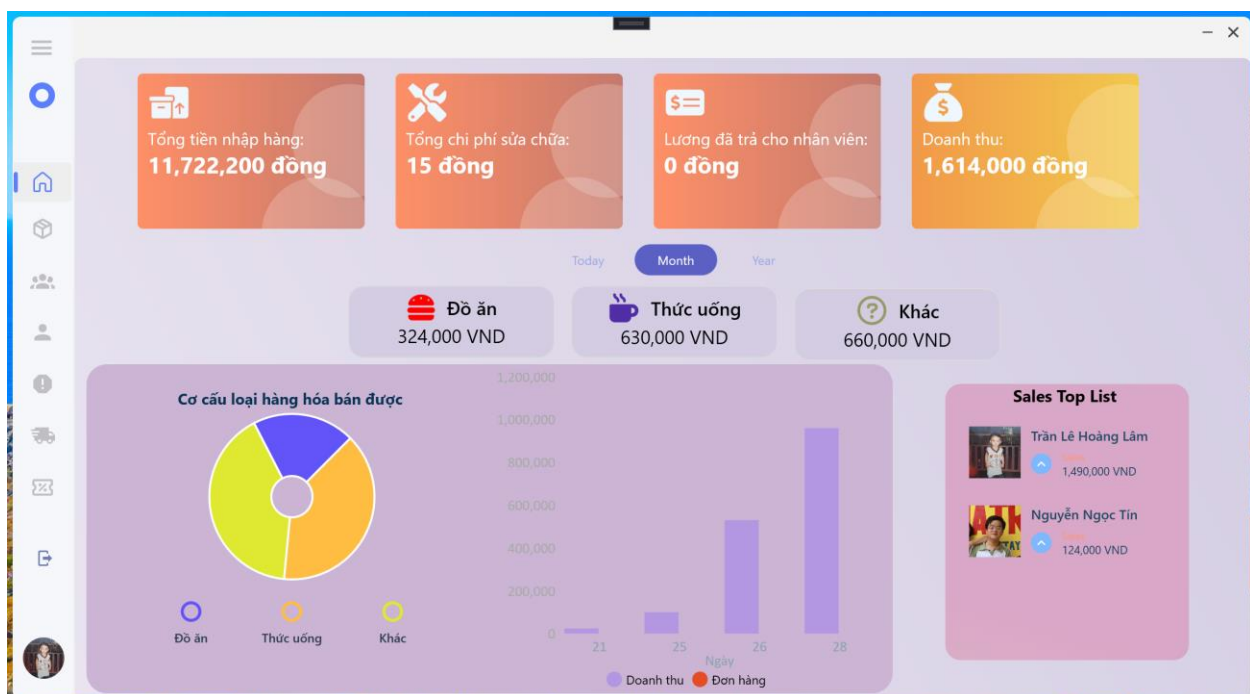 Tổng tiền nhập hàng:
11,722,200 đồng
Tổng chi phí sửa chữa:
15 đồng
Lương đã trả cho nhân viên:
0 đồng
Doanh thu:
1,614,000 đồng
Today
Month
Year
Đồ ăn
324,000 VND
Thức uống
630,000 VND
Khác
660,000 VND
Cơ cấu loại hàng hóa bán được
Đồ ăn
Thức uống
Khác
1,200,000
1,000,000
800,000
600,000
400,000
200,000
0
21 25 26 28
Ngày
Doanh thu Đơn hàng
Sales Top List
Trần Lê Hoàng Lâm
1,490,000 VND
Nguyễn Ngọc Tín
124,000 VND